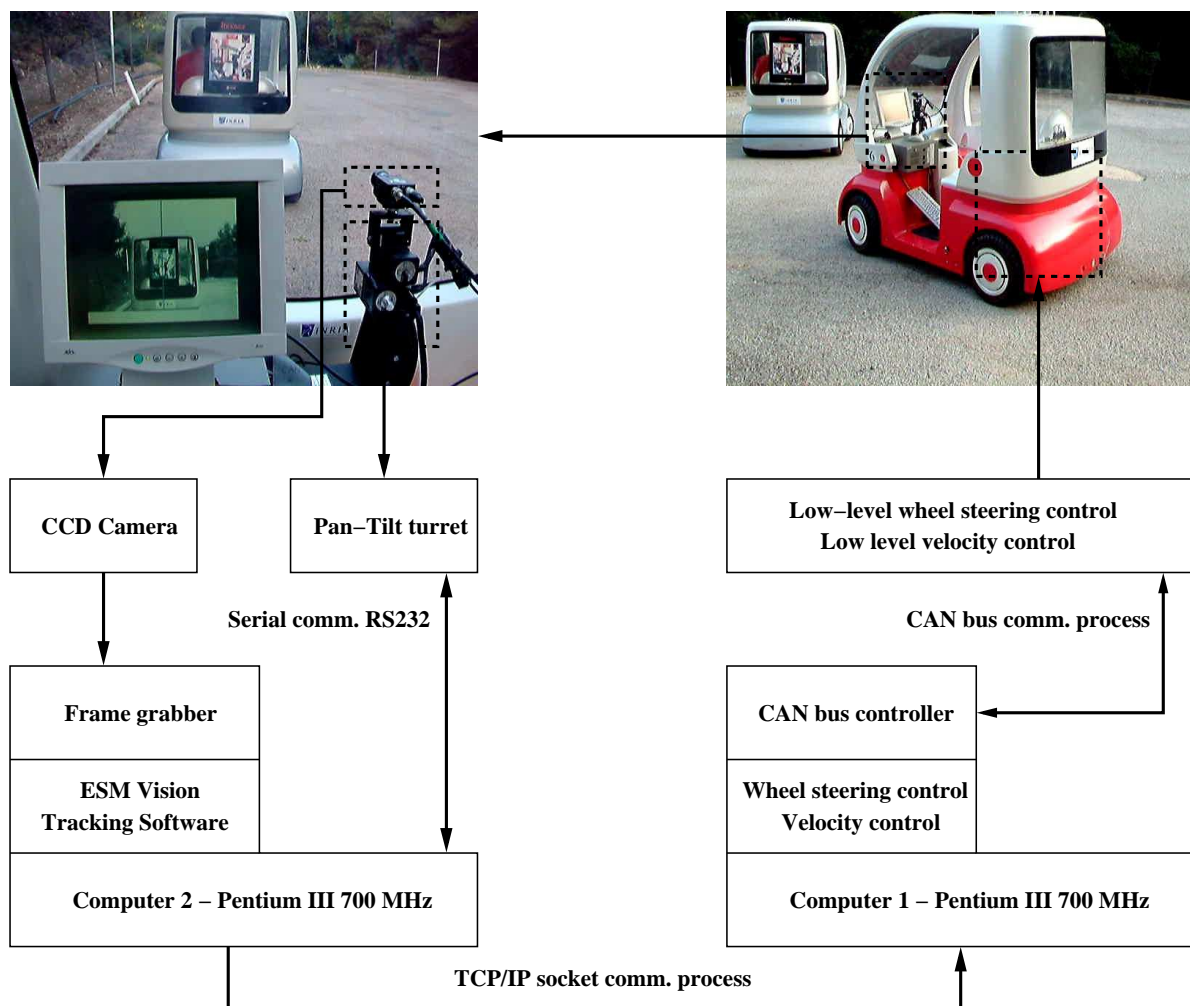 INRIA
INRIA
CCD Camera
Pan−Tilt turret
Low−level wheel steering control
Low level velocity control
Serial comm. RS232
CAN bus comm. process
Frame grabber
CAN bus controller
ESM Vision
Tracking Software
Wheel steering control
Velocity control
Computer 2 − Pentium III 700 MHz
Computer 1 − Pentium III 700 MHz
TCP/IP socket comm. process